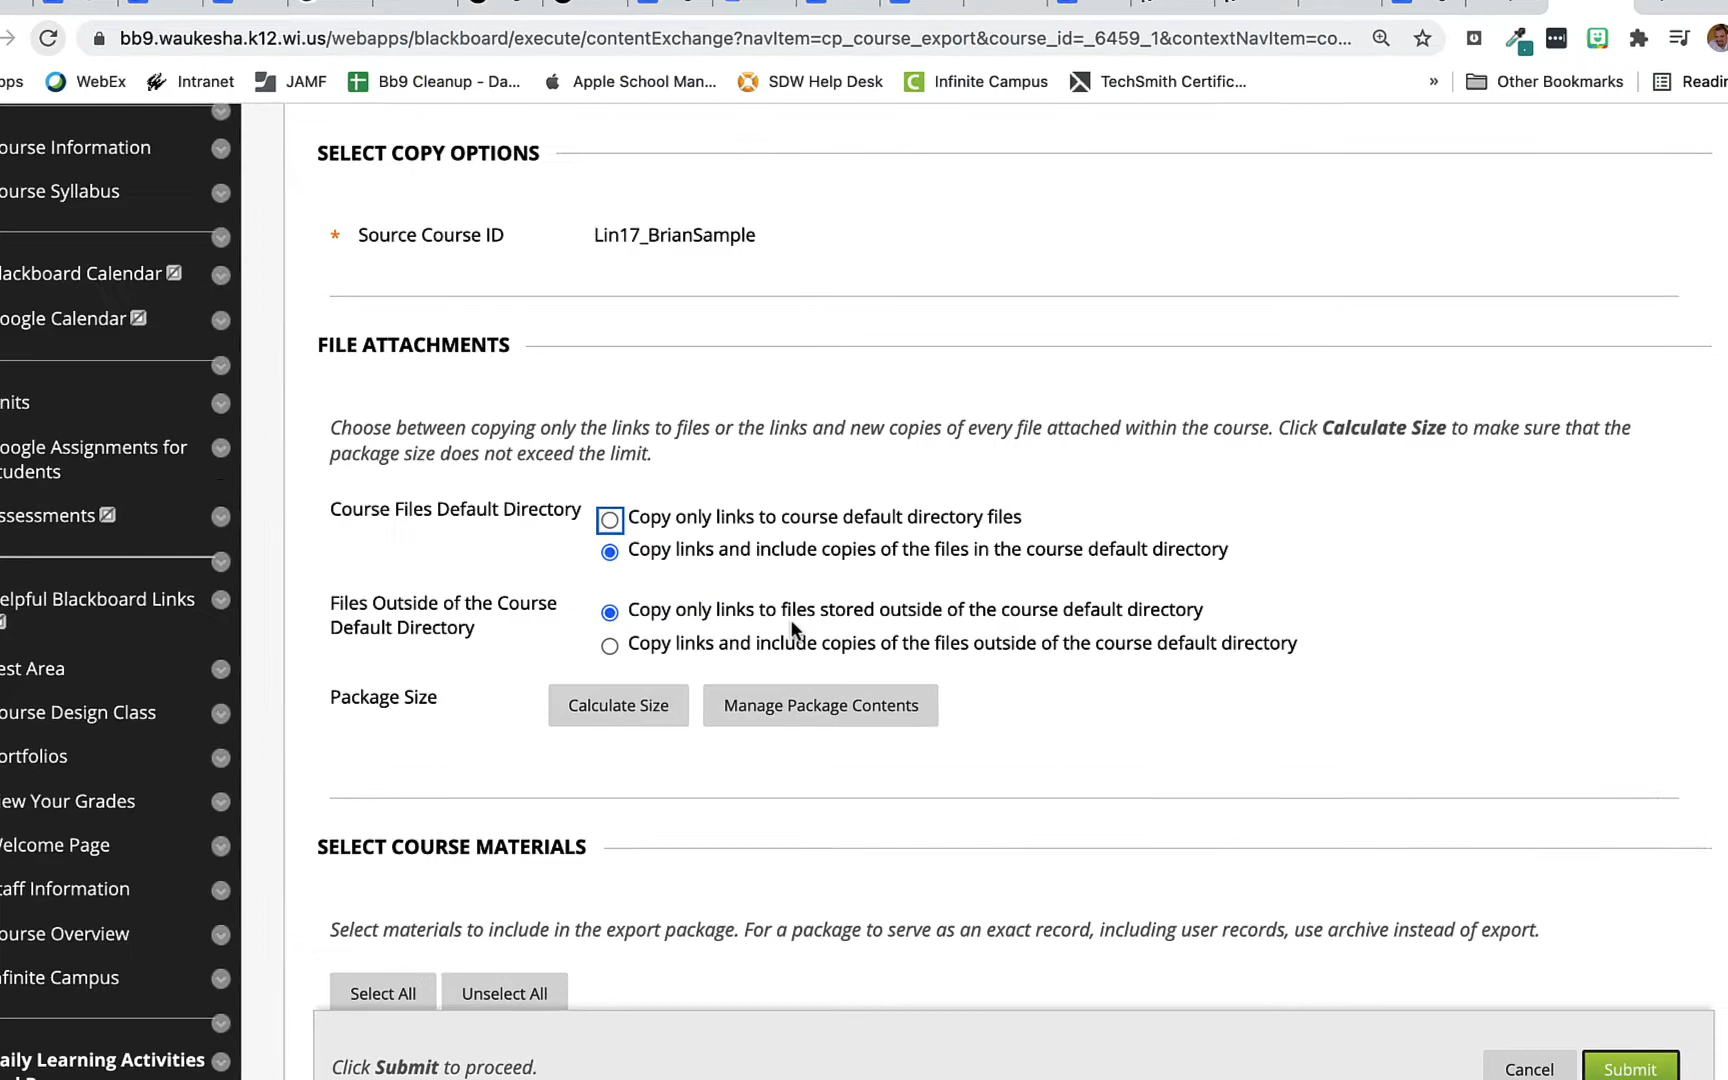 bb9.waukesha.k12.wi.us/webapps/blackboard/execute/contentExchange?navItem=cp_course_export&course_id=_6459_1&contextNavItem=co...
pps WebEx Intranet JAMF Bb9 Cleanup - Da... Apple School Man... SDW Help Desk Infinite Campus TechSmith Certific... » Other Bookmarks Readin
ourse Information
ourse Syllabus
lackboard Calendar
oogle Calendar
nits
oogle Assignments for
tudents
ssessments
elpful Blackboard Links
est Area
ourse Design Class
ortfolios
iew Your Grades
elcome Page
taff Information
ourse Overview
nfinite Campus
aily Learning Activities
SELECT COPY OPTIONS
* Source Course ID Lin17_BrianSample
FILE ATTACHMENTS
Choose between copying only the links to files or the links and new copies of every file attached within the course. Click Calculate Size to make sure that the
package size does not exceed the limit.
Course Files Default Directory
Copy only links to course default directory files
Copy links and include copies of the files in the course default directory
Files Outside of the Course
Default Directory
Copy only links to files stored outside of the course default directory
Copy links and include copies of the files outside of the course default directory
Package Size
Calculate Size Manage Package Contents
SELECT COURSE MATERIALS
Select materials to include in the export package. For a package to serve as an exact record, including user records, use archive instead of export.
Select All Unselect All
Click Submit to proceed.
Cancel Submit